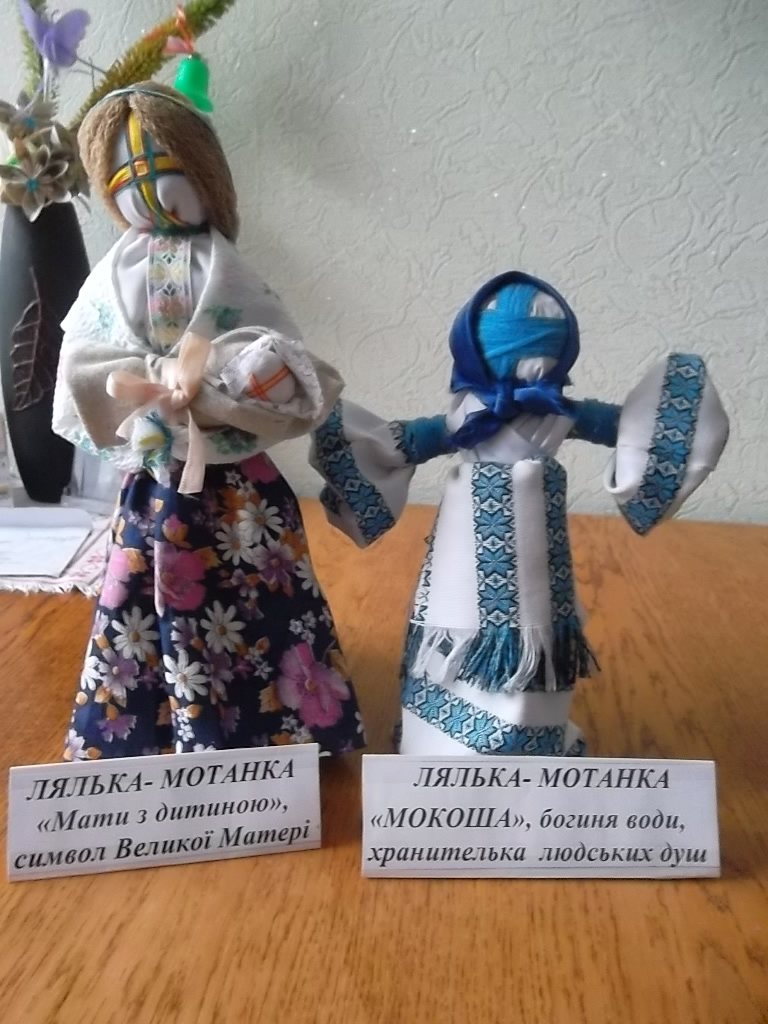 ЛЯЛЬКА- МОТАНКА
«Мати з дитиною»,
символ Великої Матері
ЛЯЛЬКА- МОТАНКА
«МОКОША», богиня води,
хранителька людських душ